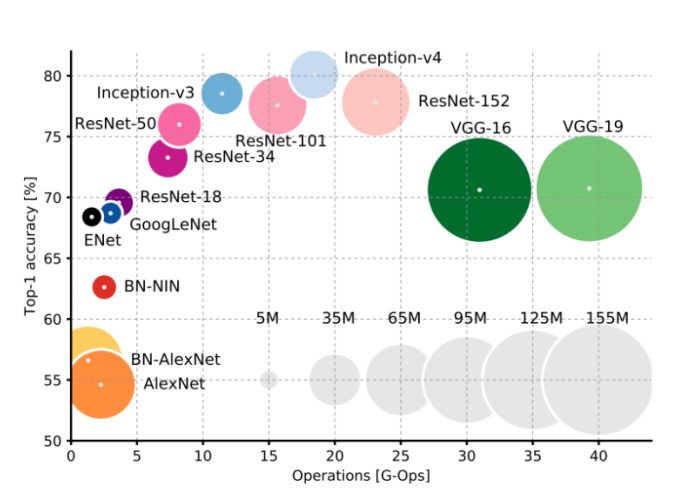 Inception-v4
80
Inception-v3
ResNet-152
ResNet-50
VGG-16
VGG-19
75
ResNet-101
ResNet-34
Top-1 accuracy [%]
70
ResNet-18
GoogLeNet
ENet
65
BN-NIN
60
5M 35M 65M 95M 125M 155M
BN-AlexNet
55
AlexNet
50
0 5 10 15 20 25 30 35 40
Operations [G-Ops]